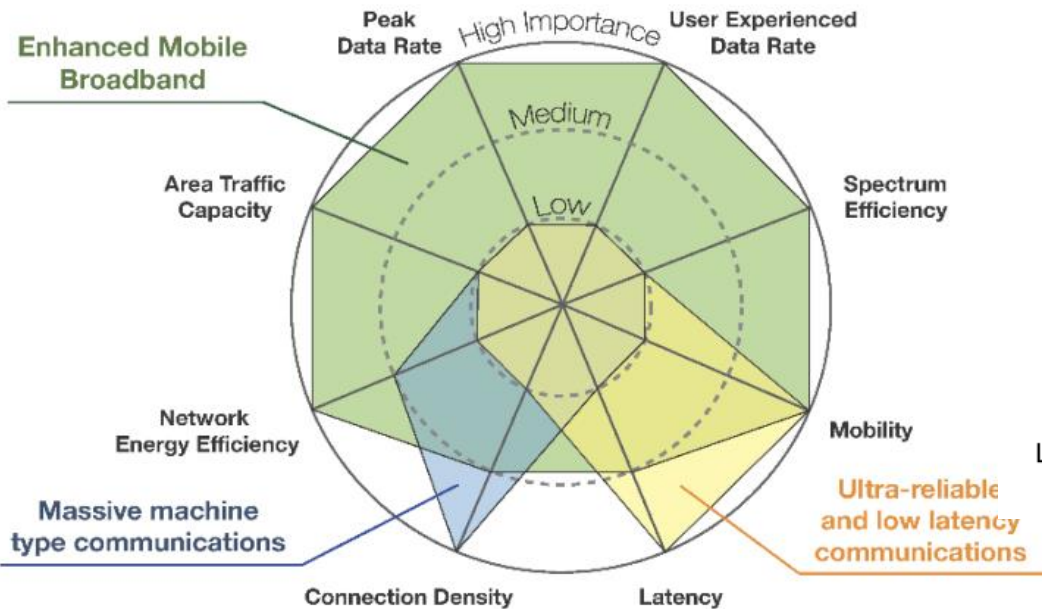 Peak
Data Rate
High Importance
User Experienced
Data Rate
Enhanced Mobile
Broadband
Medium
Area Traffic
Capacity
Low
Spectrum
Efficiency
Network
Energy Efficiency
Mobility
L
Massive machine
type communications
Ultra-reliable
and low latency
communications
Connection Density
Latency